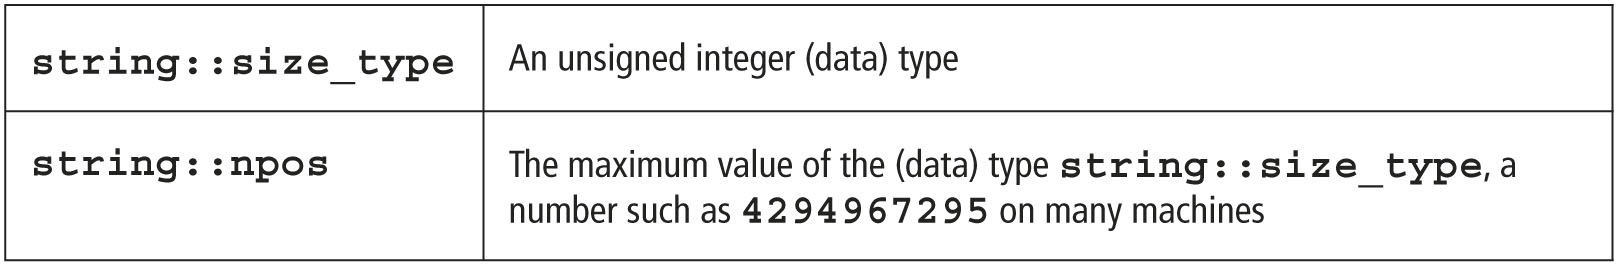 string::size_type
An unsigned integer (data) type
string::npos
The maximum value of the (data) type string::size_type, a
number such as 4294967295 on many machines